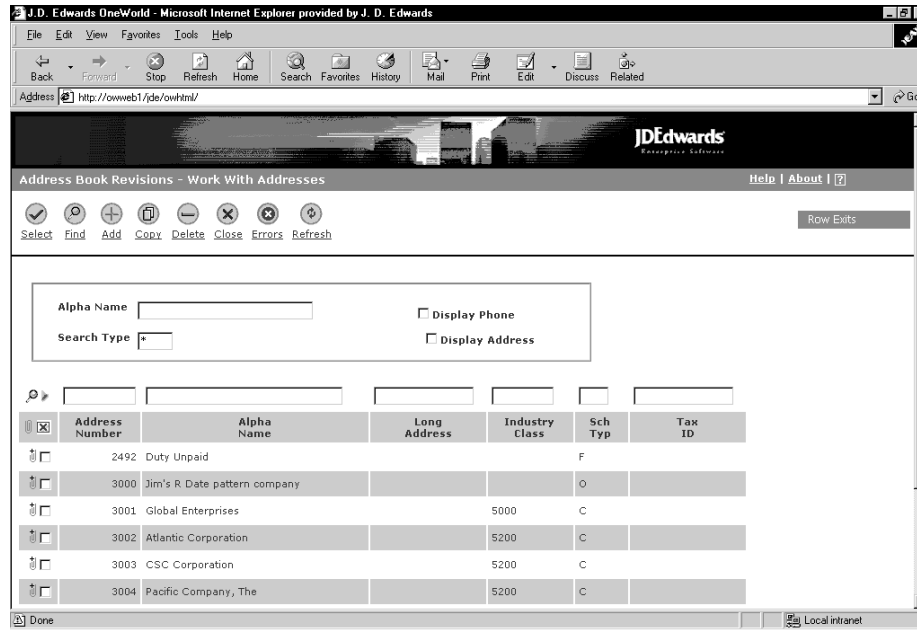 J.D. Edwards OneWorld - Microsoft Internet Explorer provided by J. D. Edwards
File Edit View Favorites Tools Help
Back Forward Stop Refresh Home Search Favorites History Mail Print Edit Discuss Related
Address http://owweb1/jde/owhtml/
JDEdwards
Enterprise Software
Address Book Revisions - Work With Addresses Help | About | ?
Select Find Add Copy Delete Close Errors Refresh
Row Exits
Alpha Name Display Phone
Search Type * Display Address
Address Number Alpha Name Long Address Industry Class Sch Typ Tax ID
2492 Duty Unpaid F
3000 Jim's R Date pattern company O
3001 Global Enterprises 5000 C
3002 Atlantic Corporation 5200 C
3003 CSC Corporation 5200 C
3004 Pacific Company, The 5200 C
Done Local intranet